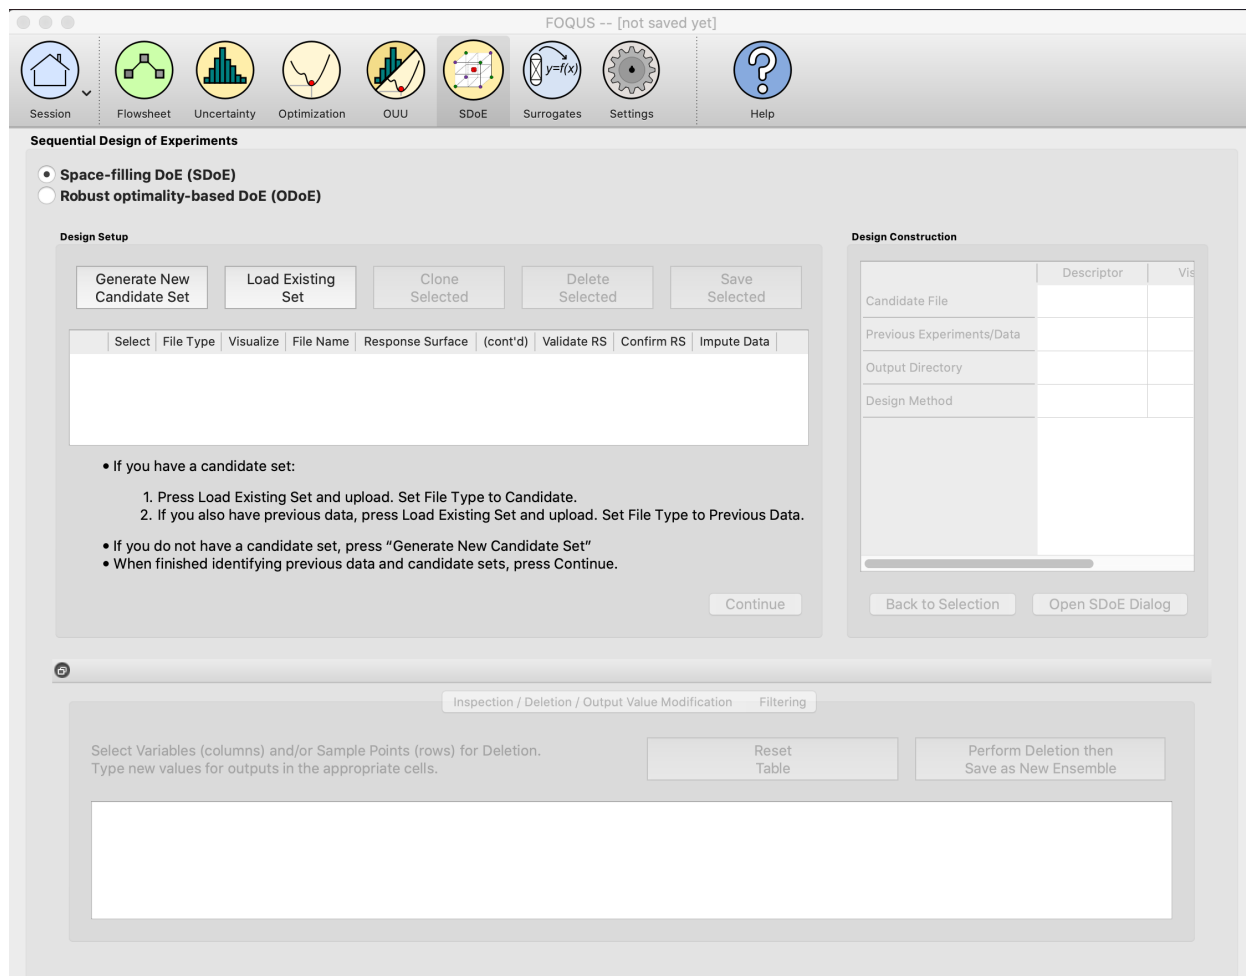 FOQUS -- [not saved yet]
y=f(x)
Session Flowsheet Uncertainty Optimization OUU SDoE Surrogates Settings Help
Sequential Design of Experiments
Space-filling DoE (SDoE)
Robust optimality-based DoE (ODoE)
Design Setup
Generate New
Candidate Set
Load Existing
Set
Clone
Selected
Delete
Selected
Save
Selected
Select File Type Visualize File Name Response Surface (cont'd) Validate RS Confirm RS Impute Data
• If you have a candidate set:
1. Press Load Existing Set and upload. Set File Type to Candidate.
2. If you also have previous data, press Load Existing Set and upload. Set File Type to Previous Data.
• If you do not have a candidate set, press “Generate New Candidate Set”
• When finished identifying previous data and candidate sets, press Continue.
Continue
Design Construction
Descriptor Vis
Candidate File
Previous Experiments/Data
Output Directory
Design Method
Back to Selection Open SDoE Dialog
Inspection / Deletion / Output Value Modification Filtering
Select Variables (columns) and/or Sample Points (rows) for Deletion.
Type new values for outputs in the appropriate cells.
Reset
Table
Perform Deletion then
Save as New Ensemble